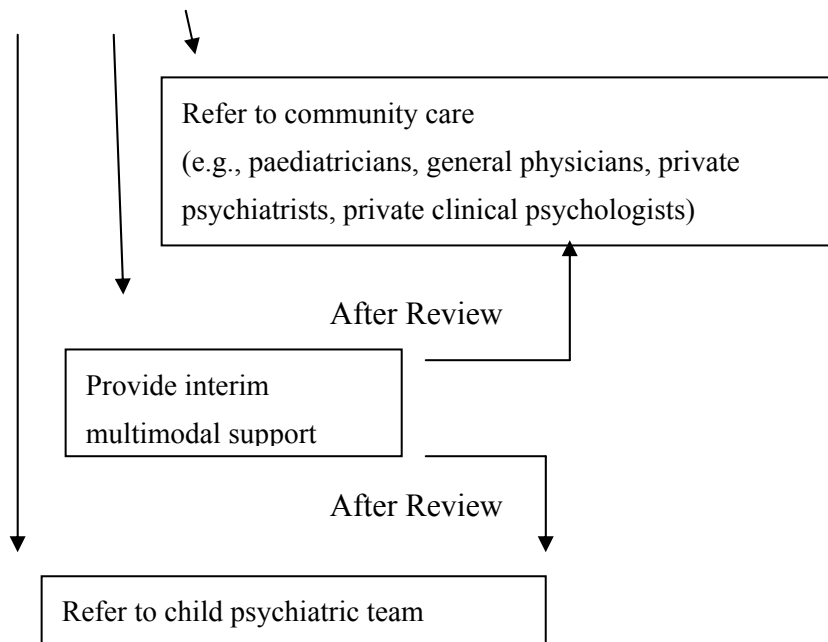 Refer to community care
(e.g., paediatricians, general physicians, private
psychiatrists, private clinical psychologists)
After Review
Provide interim
multimodal support
After Review
Refer to child psychiatric team